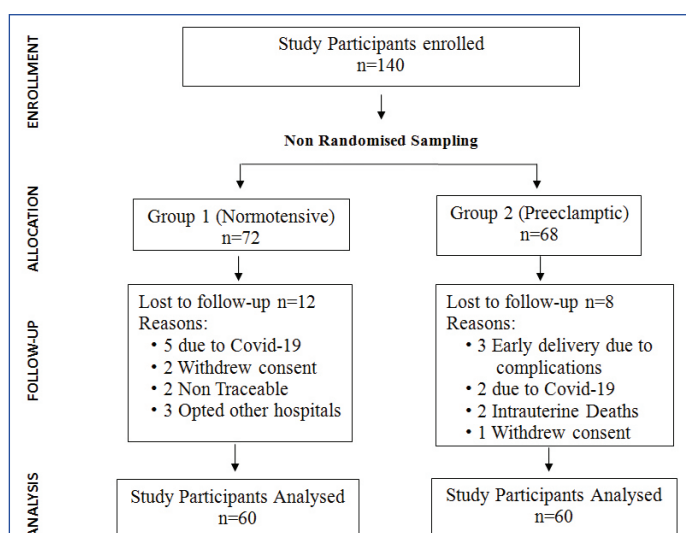 ENROLLMENT
Study Participants enrolled
n=140
Non Randomised Sampling
ALLOCATION
Group 1 (Normotensive)
n=72
Group 2 (Preeclamptic)
n=68
FOLLOW-UP
Lost to follow-up n=12
Reasons:
• 5 due to Covid-19
• 2 Withdrew consent
• 2 Non Traceable
• 3 Opted other hospitals
Lost to follow-up n=8
Reasons:
• 3 Early delivery due to
complications
• 2 due to Covid-19
• 2 Intrauterine Deaths
• 1 Withdrew consent
ANALYSIS
Study Participants Analysed
n=60
Study Participants Analysed
n=60